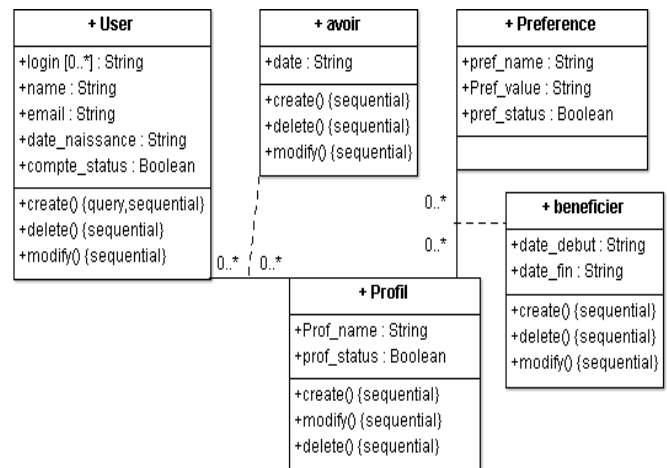 + User
+login [0..*] : String
+name : String
+email : String
+date_naissance : String
+compte_status : Boolean
+create() {query,sequential}
+delete() {sequential}
+modify() {sequential}
+ avoir
+date : String
+create() {sequential}
+delete() {sequential}
+modify() {sequential}
+ Preference
+pref_name : String
+Pref_value : String
+pref_status : Boolean
0..*
0..*
+ beneficier
+date_debut : String
+date_fin : String
+create() {sequential}
+delete() {sequential}
+modify() {sequential}
0..*
0..*
+ Profil
+Prof_name : String
+prof_status : Boolean
+create() {sequential}
+modify() {sequential}
+delete() {sequential}